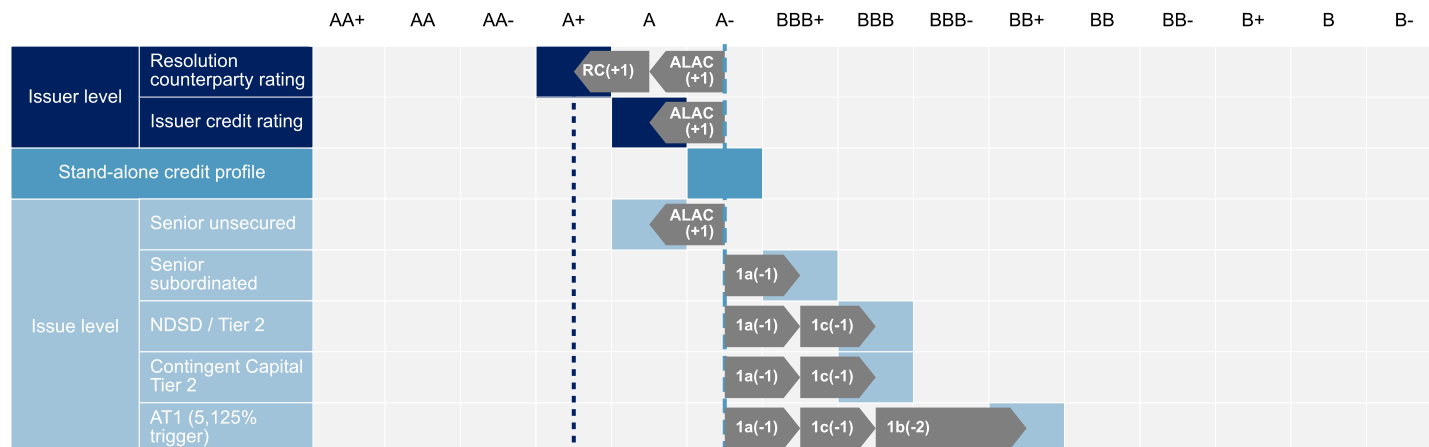 AA+ AA AA- A+ A A- BBB+ BBB BBB- BB+ BB BB- B+ B B-
Issuer level
Resolution
counterparty rating
RC(+1)
ALAC
(+1)
Issuer credit rating
ALAC
(+1)
Stand-alone credit profile
Issue level
Senior unsecured
ALAC
(+1)
Senior
subordinated
1a(-1)
NDSD / Tier 2
1a(-1) 1c(-1)
Contingent Capital
Tier 2
1a(-1) 1c(-1)
AT1 (5,125%
trigger)
1a(-1) 1c(-1) 1b(-2)